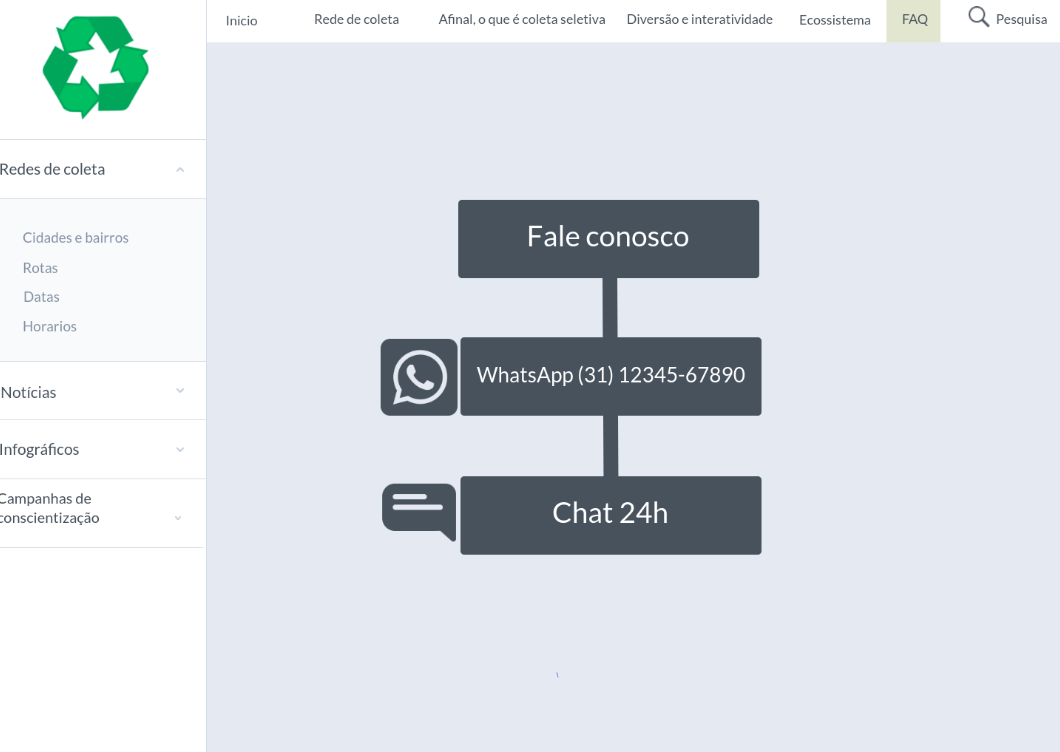 Inicio
Rede de coleta
Afinal, o que é coleta seletiva
Diversão e interatividade
Ecossistema
FAQ
Pesquisa
Redes de coleta
Cidades e bairros
Rotas
Datas
Horarios
Notícias
Infográficos
Campanhas de
conscientização
Fale conosco
WhatsApp (31) 12345-67890
Chat 24h